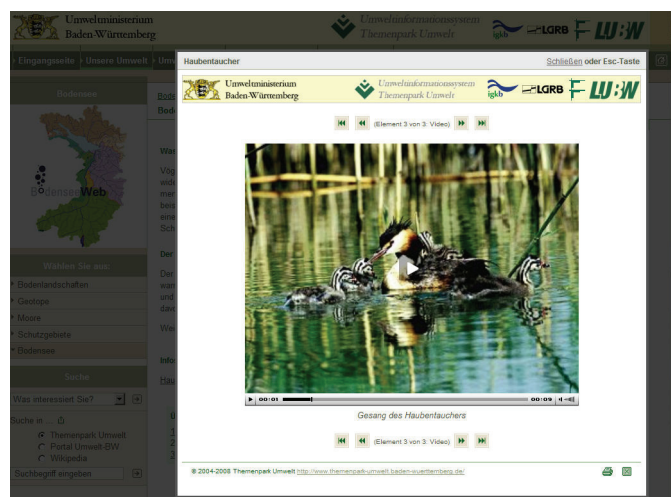 Umweltministerium
Baden-Württemberg
Umweltinformationssystem
Themenpark Umwelt
igkb
LGRB
LU:W
Eingangsseite
Unsere Umwelt
Haubentaucher
Schließen oder Esc-Taste
Umweltministerium
Baden-Württemberg
Umweltinformationssystem
Themenpark Umwelt
igkb
LGRB
LU:W
(Element 3 von 3: Video)
00:01
00:09
Gesang des Haubentauchers
(Element 3 von 3: Video)
© 2004-2008 Themenpark Umwelt http://www.themenpark-umwelt.baden-wuerttemberg.de/
Bodensee
BodenseeWeb
Wählen Sie aus:
Bodenlandschaften
Geotope
Moore
Schutzgebiete
Bodensee
Suche
Was interessiert Sie?
Suche in ...
Themenpark Umwelt
Portal Umwelt-BW
Wikipedia
Suchbegriff eingeben